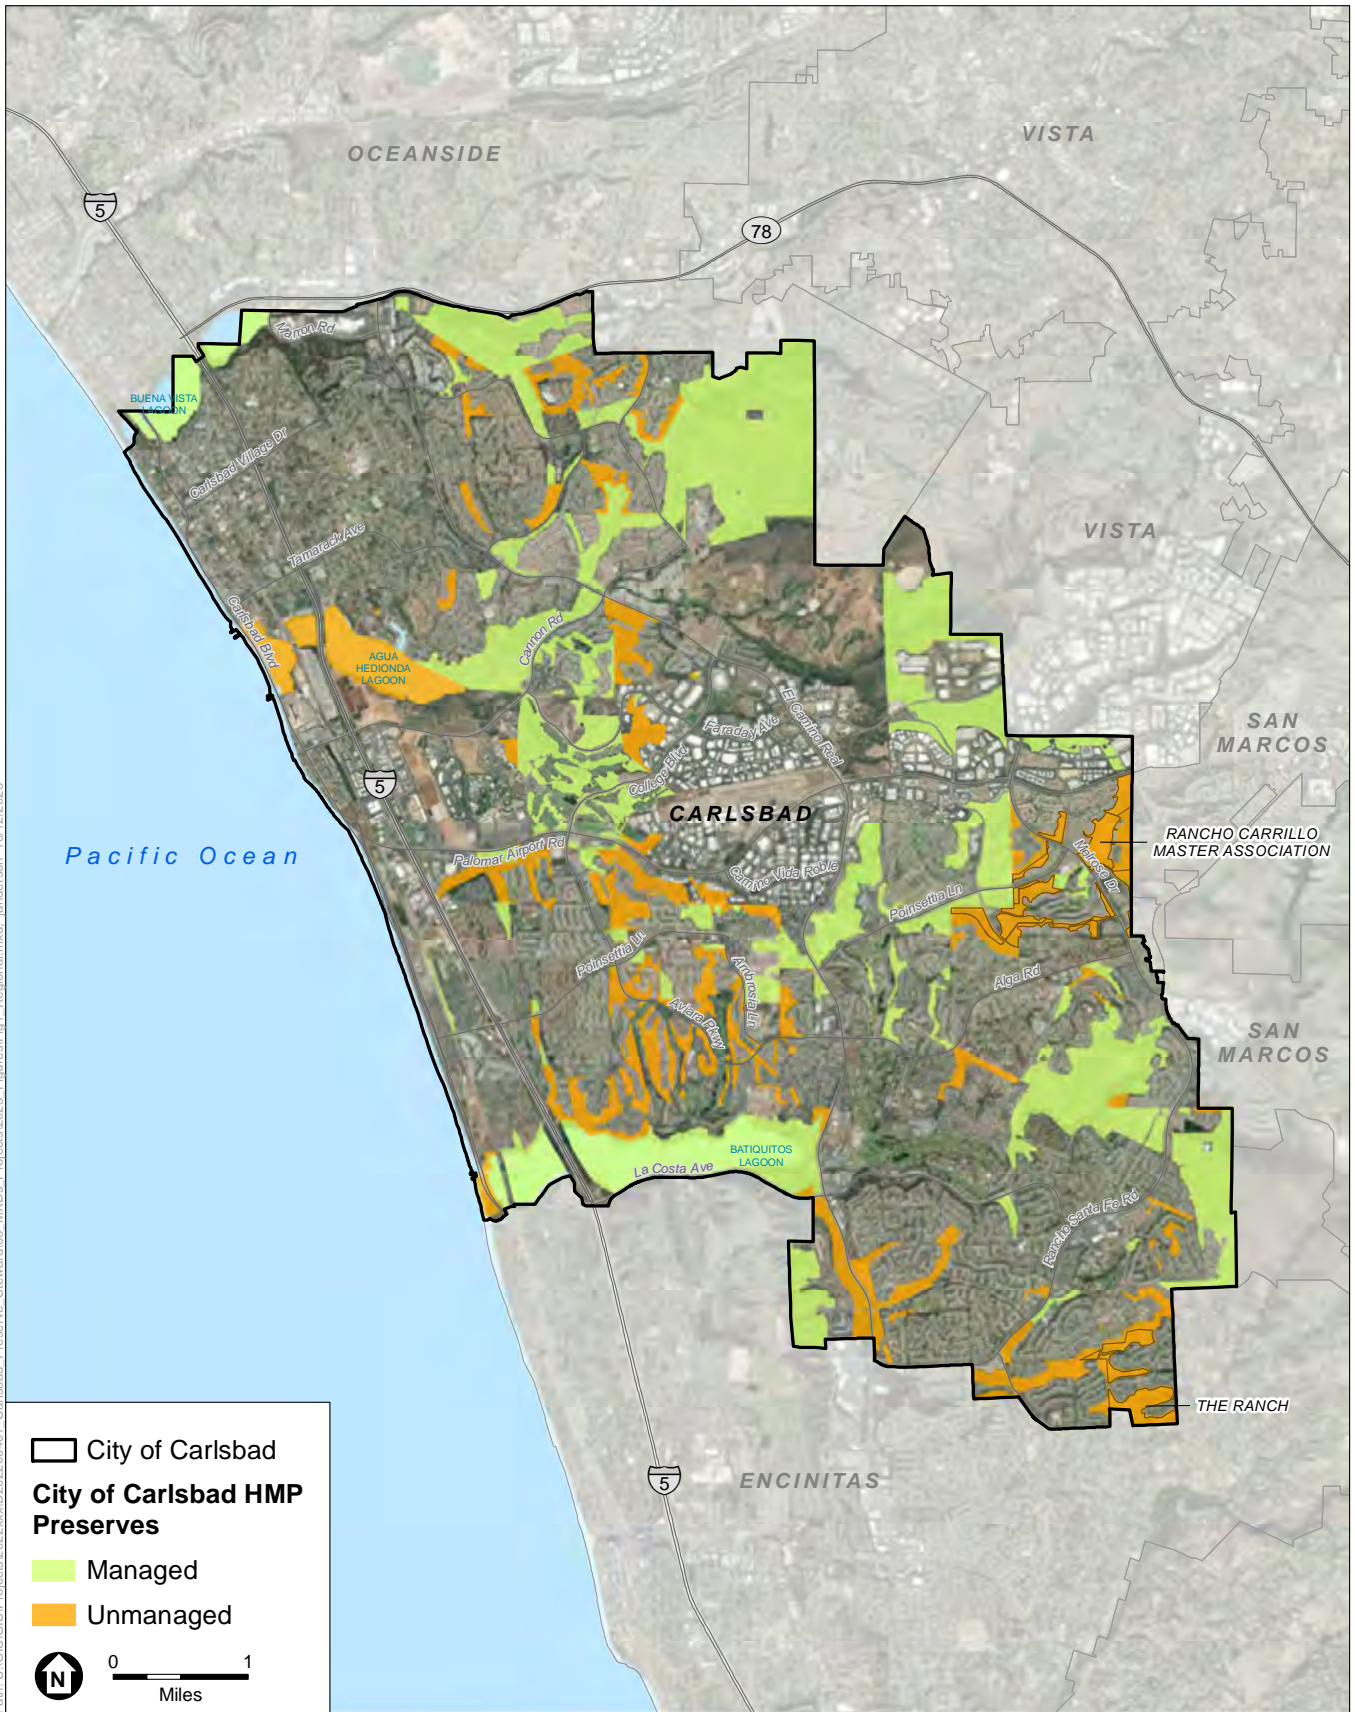 OCEANSIDE
VISTA
5
78
Marron Rd
BUENA VISTA
LAGOON
Carlsbad Village Dr
Tamarack Ave
VISTA
Carlsbad Blvd
AGUA
HEDIONDA
LAGOON
Cannon Rd
El Camino Real
Faraday Ave
College Blvd
SAN
MARCOS
5
CARLSBAD
RANCHO CARRILLO
MASTER ASSOCIATION
Pacific Ocean
Palomar Airport Rd
Camino Vida Roble
Melrose Dr
Poinsettia Ln
Poinsettia Ln
Ambrosia Ln
Alga Rd
Aviara Pkwy
SAN
MARCOS
BATIQUITOS
LAGOON
La Costa Ave
Rancho Santa Fe Rd
THE RANCH
ENCINITAS
5
City of Carlsbad
City of Carlsbad HMP
Preserves
Managed
Unmanaged
N
0 1
Miles